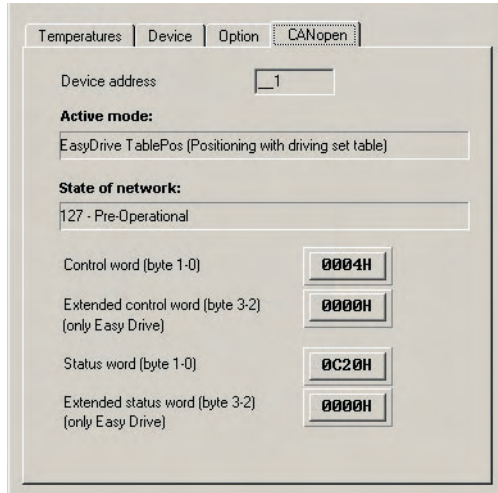 Temperatures Device Option CANopen
Device address __1
Active mode:
EasyDrive TablePos (Positioning with driving set table)
State of network:
127 - Pre-Operational
Control word (byte 1-0) 0004H
Extended control word (byte 3-2) 0000H
(only Easy Drive)
Status word (byte 1-0) 0C20H
Extended status word (byte 3-2) 0000H
(only Easy Drive)